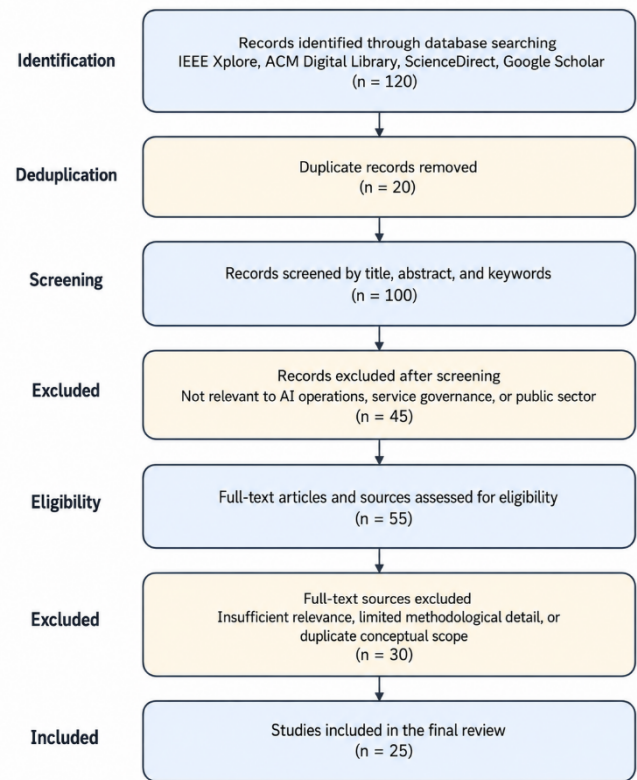 Identification
Records identified through database searching
IEEE Xplore, ACM Digital Library, ScienceDirect, Google Scholar
(n = 120)
Deduplication
Duplicate records removed
(n = 20)
Screening
Records screened by title, abstract, and keywords
(n = 100)
Excluded
Records excluded after screening
Not relevant to AI operations, service governance, or public sector
(n = 45)
Eligibility
Full-text articles and sources assessed for eligibility
(n = 55)
Excluded
Full-text sources excluded
Insufficient relevance, limited methodological detail, or
duplicate conceptual scope
(n = 30)
Included
Studies included in the final review
(n = 25)